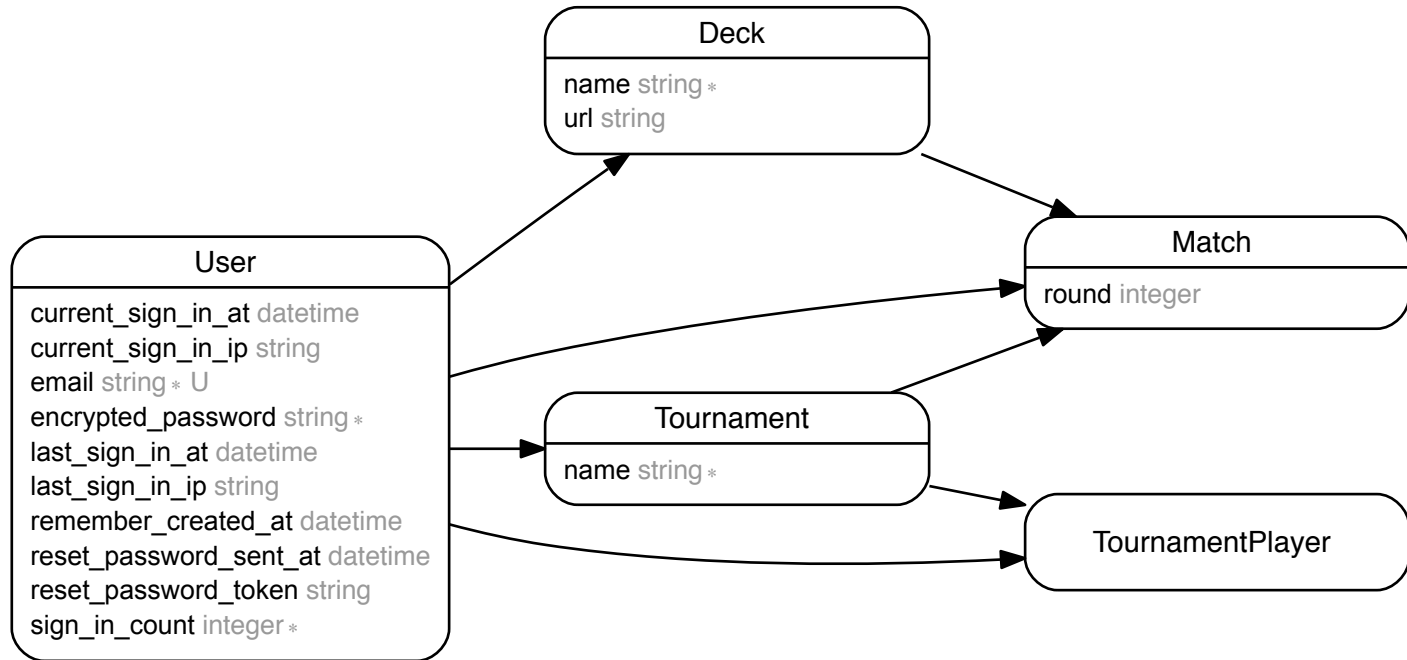 Deck
name string *
url string
User
current_sign_in_at datetime
current_sign_in_ip string
email string * U
encrypted_password string *
last_sign_in_at datetime
last_sign_in_ip string
remember_created_at datetime
reset_password_sent_at datetime
reset_password_token string
sign_in_count integer *
Match
round integer
Tournament
name string *
TournamentPlayer